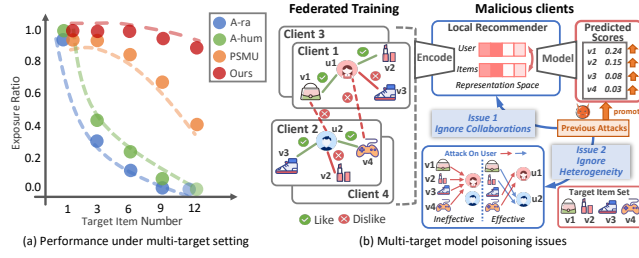 Exposure Ratio
1.0
0.8
0.6
0.4
0.2
0.0
1
3
6
9
12
Target Item Number
A-ra
A-hum
PSMU
Ours
(a) Performance under multi-target setting
Federated Training
Client 3
Client 1
u1
v1
v2
v3
Client 2
u2
v3
v2
v4
Client 4
Like
Dislike
Malicious clients
Encode
Local Recommender
User
Items
Representation Space
Model
Predicted
Scores
v1 0.24
v2 0.15
v3 0.08
v4 0.03
promot
Issue 1
Ignore Collaborations
Previous Attacks
Issue 2
Ignore
Heterogeneity
Attack On User
v1
v2
v3
v4
u1
u2
Ineffective
Effective
Target Item Set
v1 v2 v3 v4
(b) Multi-target model poisoning issues